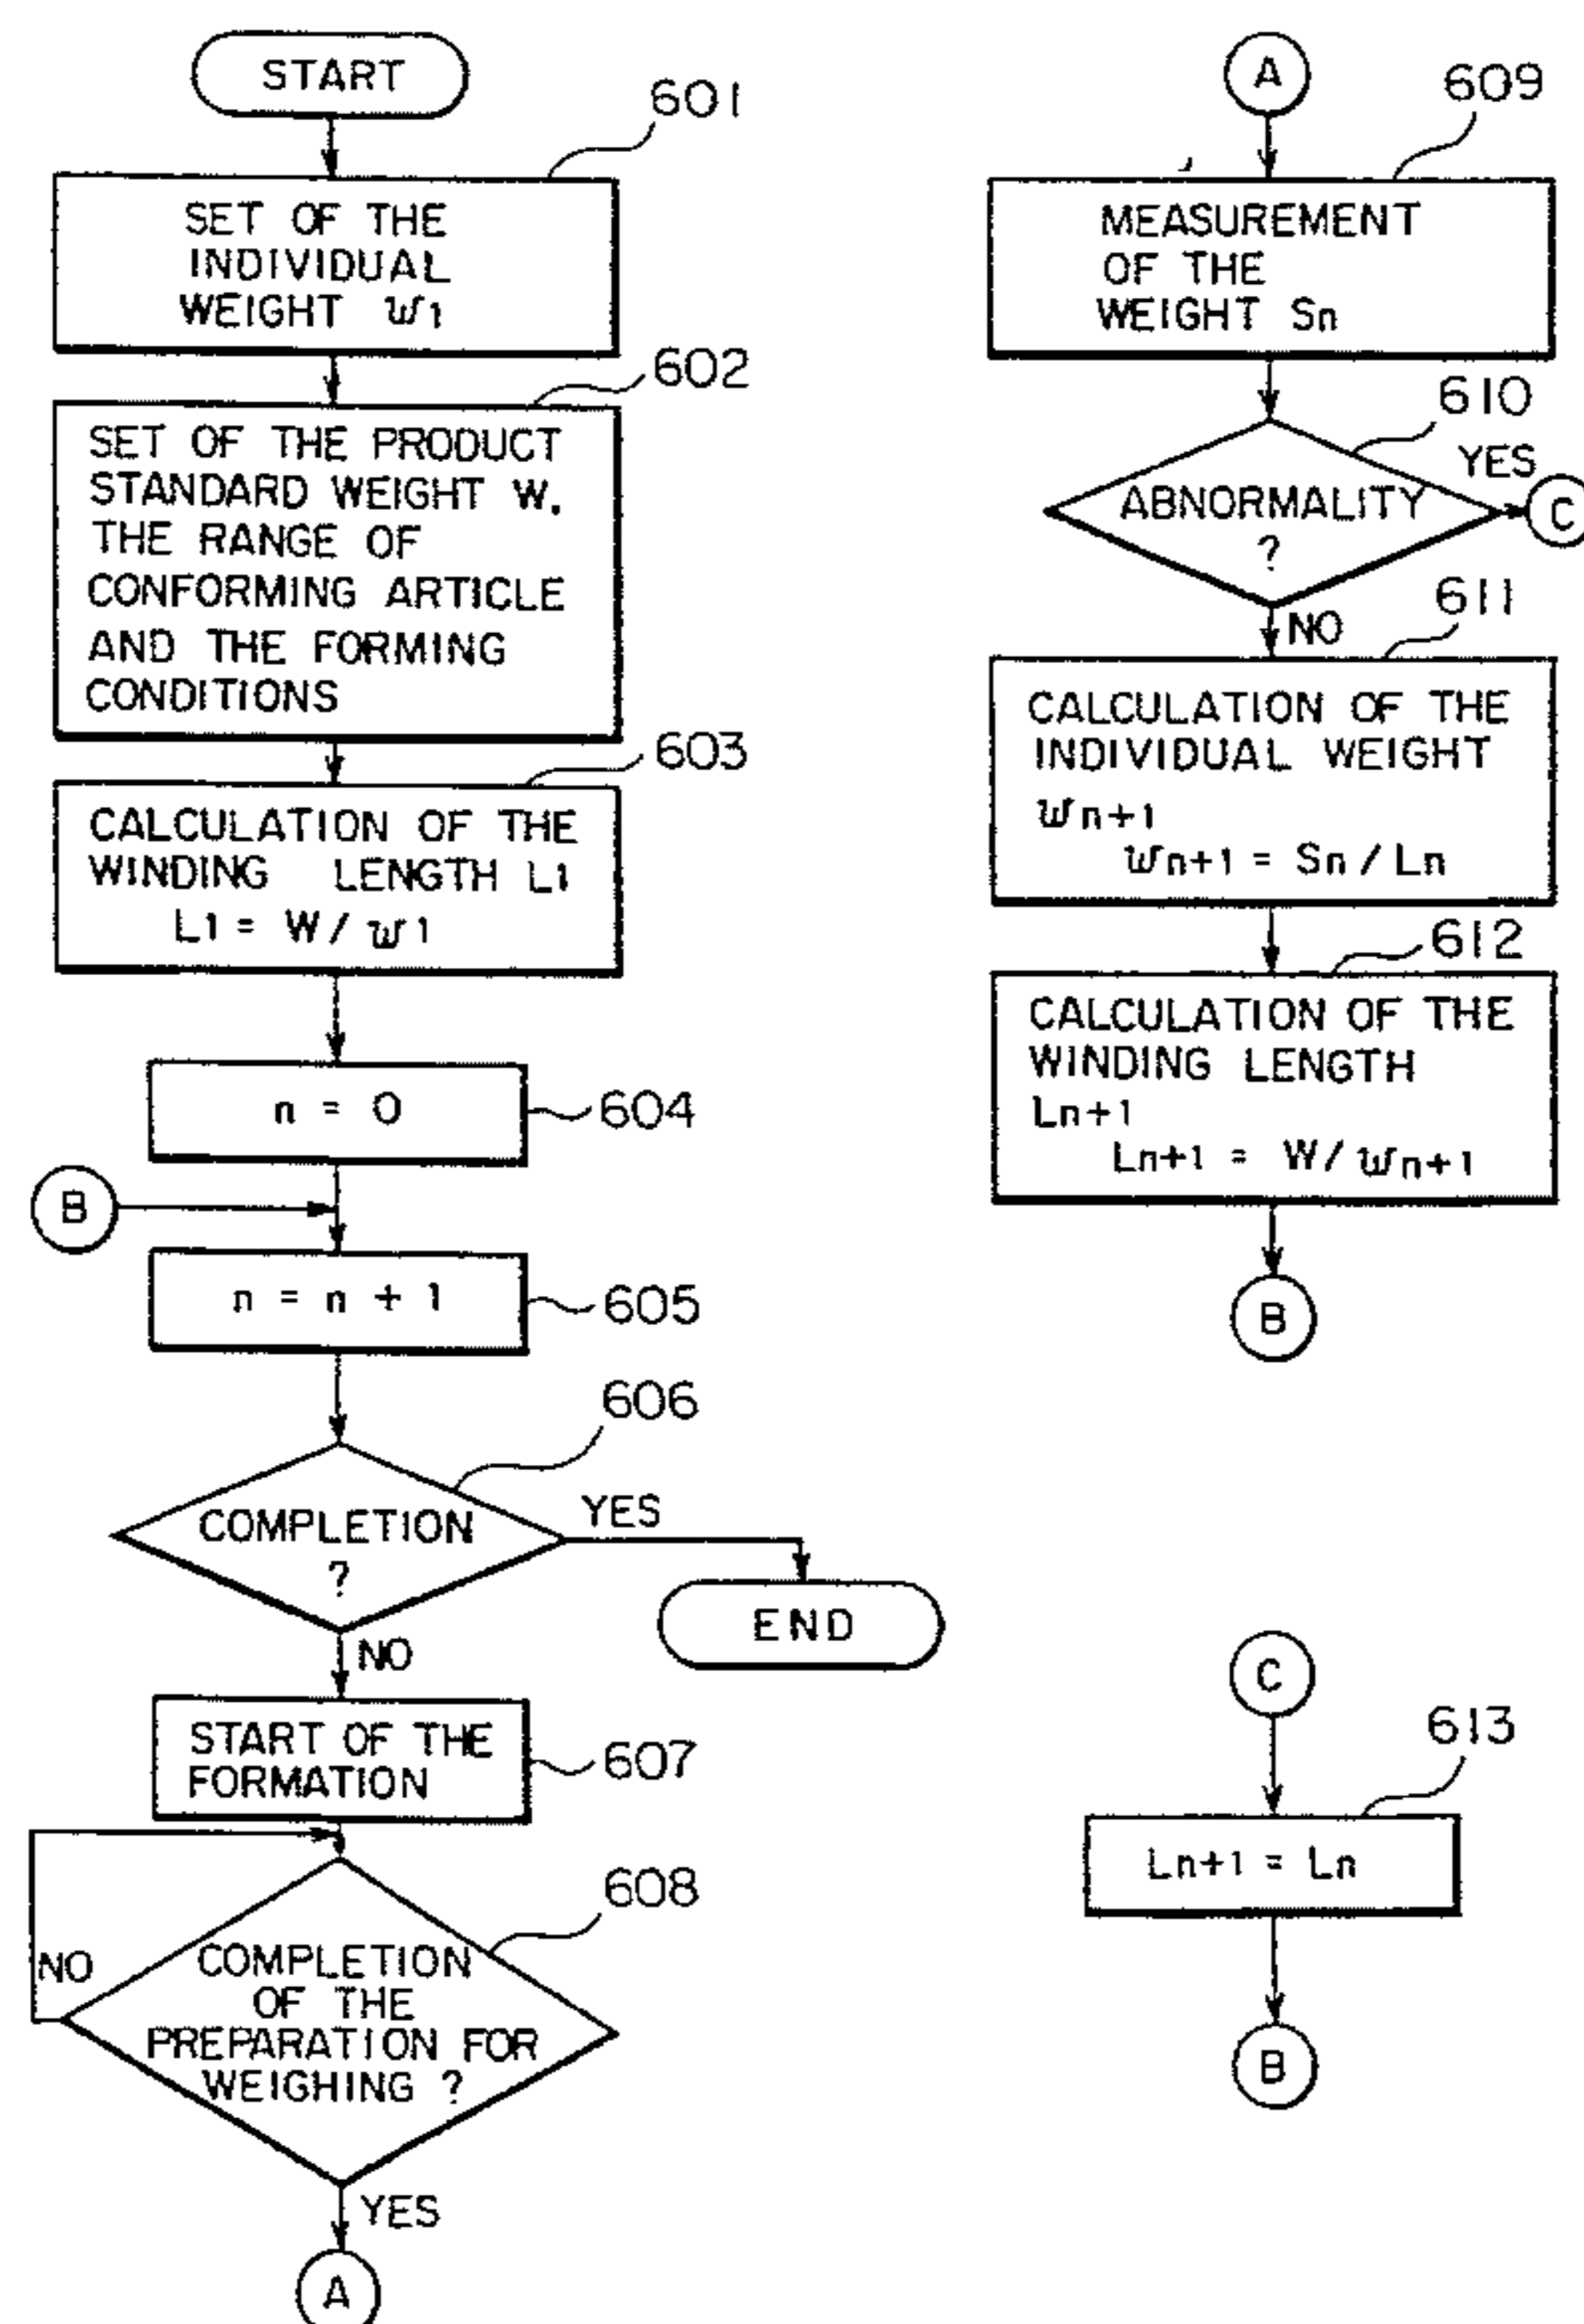 START
601
SET OF THE
INDIVIDUAL
WEIGHT w1
602
SET OF THE PRODUCT
STANDARD WEIGHT W,
THE RANGE OF
CONFORMING ARTICLE
AND THE FORMING
CONDITIONS
603
CALCULATION OF THE
WINDING LENGTH L1
L1 = W / w1
n = 0
604
B
n = n + 1
605
606
COMPLETION
?
YES
END
NO
START OF THE
FORMATION
607
608
NO
COMPLETION
OF THE
PREPARATION FOR
WEIGHING ?
YES
A
A
609
MEASUREMENT
OF THE
WEIGHT Sn
610
YES
ABNORMALITY
?
C
NO
611
CALCULATION OF THE
INDIVIDUAL WEIGHT
wn+1
wn+1 = Sn / Ln
612
CALCULATION OF THE
WINDING LENGTH
Ln+1
Ln+1 = W / wn+1
B
C
613
Ln+1 = Ln
B